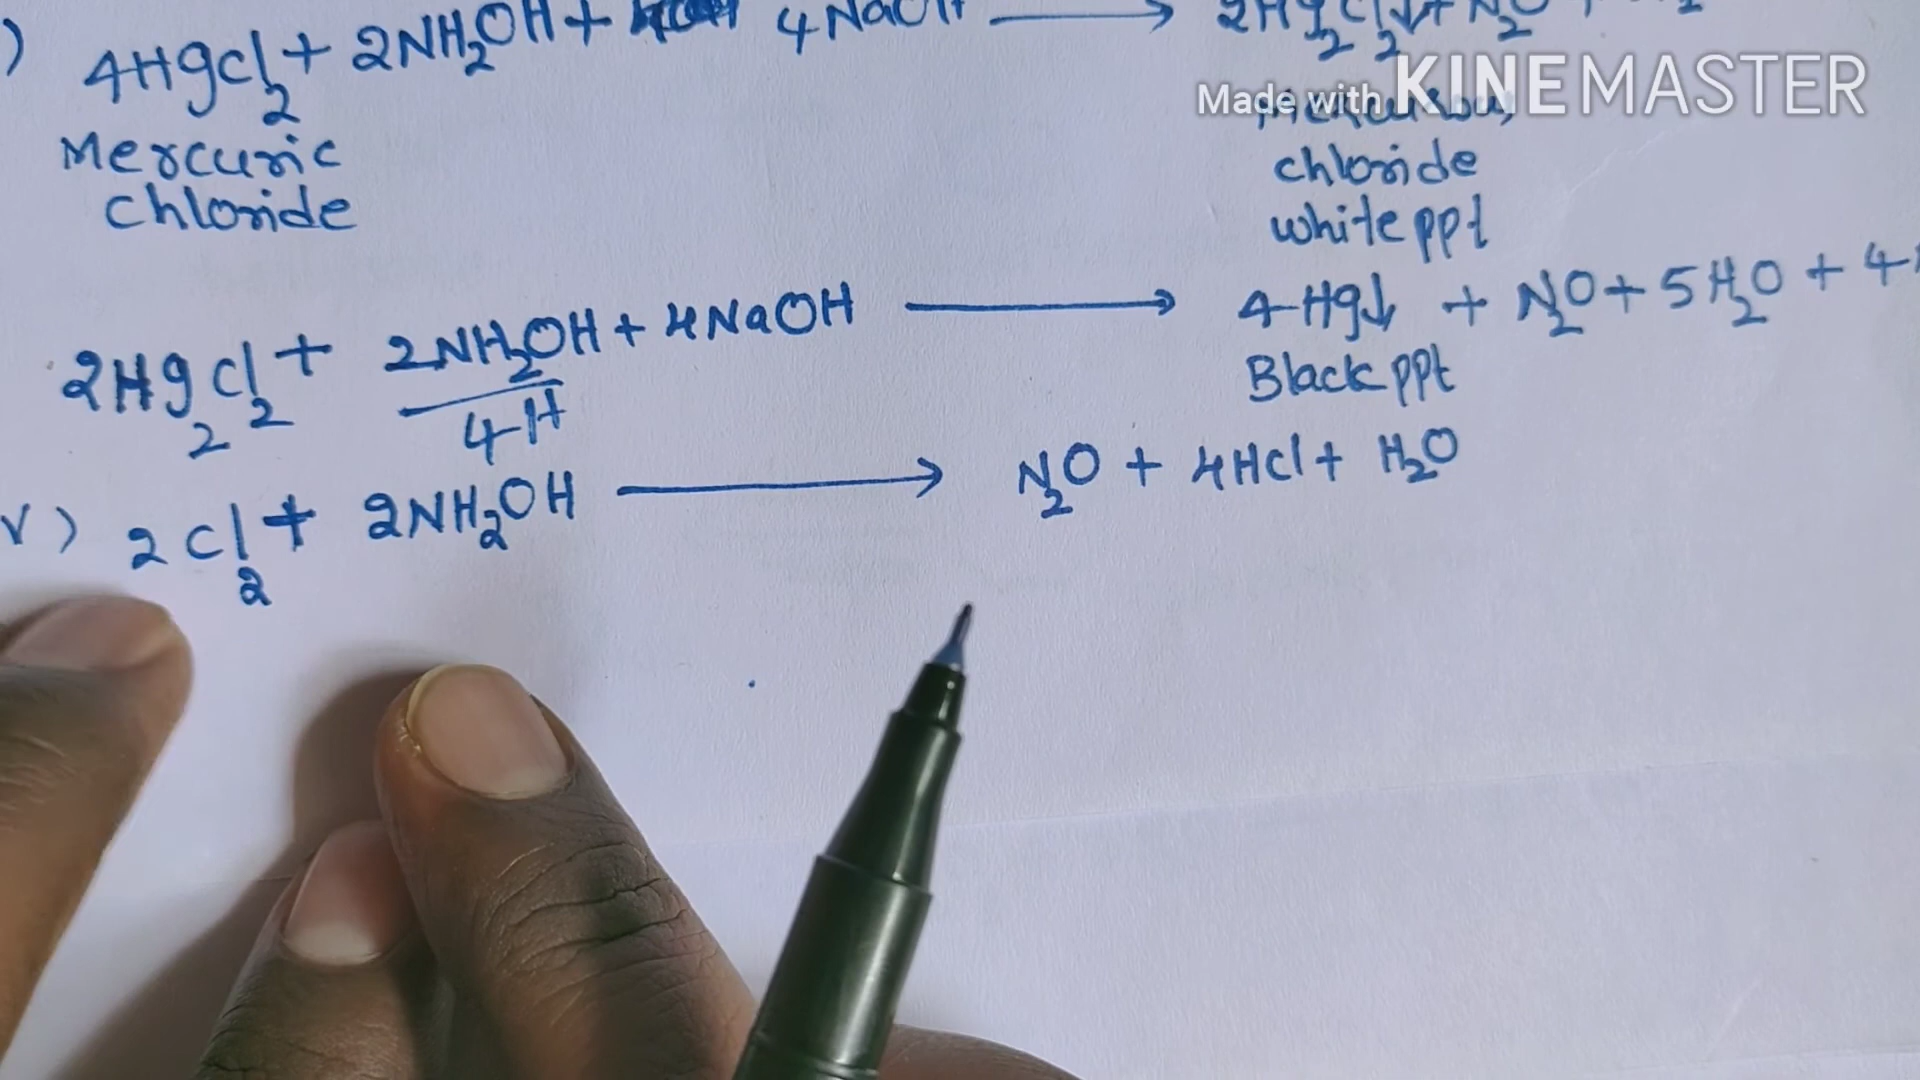 ) 4HgCl2 + 2NH2OH + 4NaOH ⟶ 2Hg2Cl2↓ + N2O +
Made with KINEMASTER
Mercuric
chloride
chloride
white ppt
2Hg2Cl2 + 2NH2OH + 4NaOH ⟶ 4Hg↓ + N2O + 5H2O + 4
4H
Black ppt
V) 2Cl2 + 2NH2OH ⟶ N2O + 4HCl + H2O